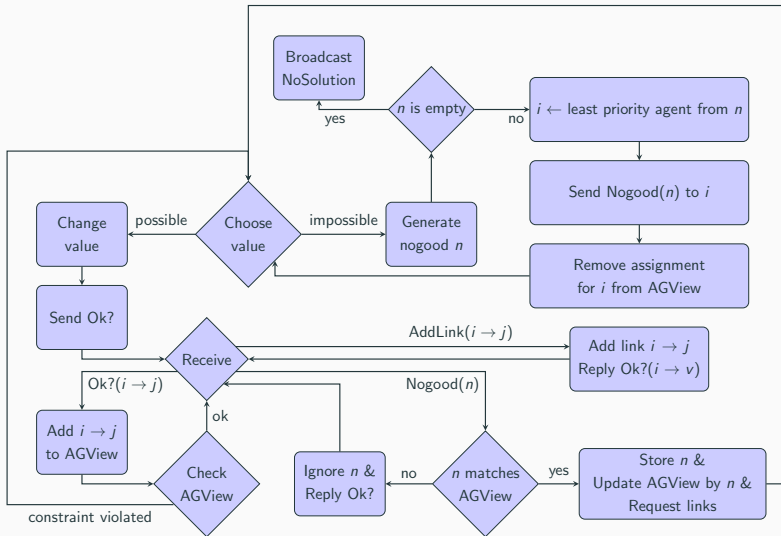 Broadcast
NoSolution
n is empty
yes
no
i ← least priority agent from n
Send Nogood(n) to i
Remove assignment
for i from AGView
Change
value
possible
Choose
value
impossible
Generate
nogood n
Send Ok?
Receive
AddLink(i → j)
Add link i → j
Reply Ok?(i → v)
Ok?(i → j)
Nogood(n)
ok
Add i → j
to AGView
Check
AGView
Ignore n &
Reply Ok?
no
n matches
AGView
yes
Store n &
Update AGView by n &
Request links
constraint violated